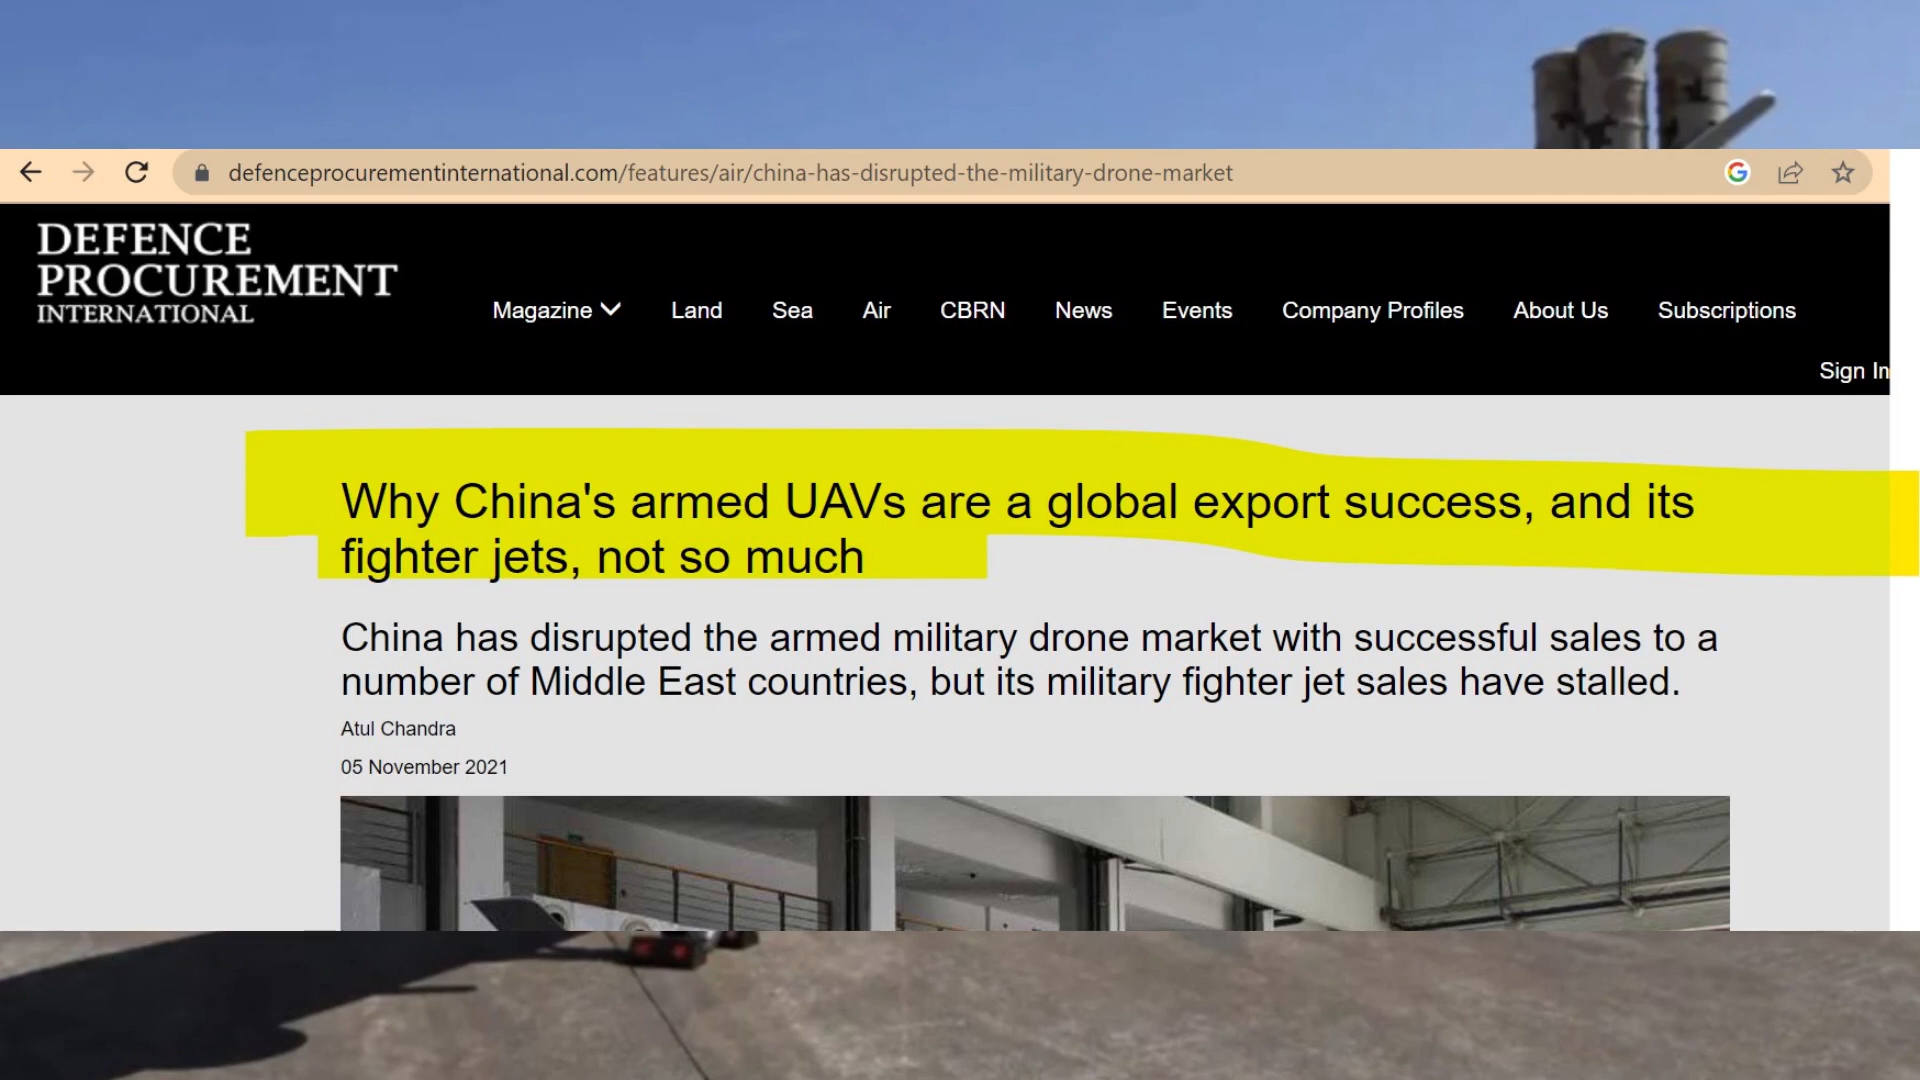 defenceprocurementinternational.com/features/air/china-has-disrupted-the-military-drone-market
DEFENCE
PROCUREMENT
INTERNATIONAL
Magazine Land Sea Air CBRN News Events Company Profiles About Us Subscriptions
Sign In
Why China's armed UAVs are a global export success, and its
fighter jets, not so much
China has disrupted the armed military drone market with successful sales to a
number of Middle East countries, but its military fighter jet sales have stalled.
Atul Chandra
05 November 2021